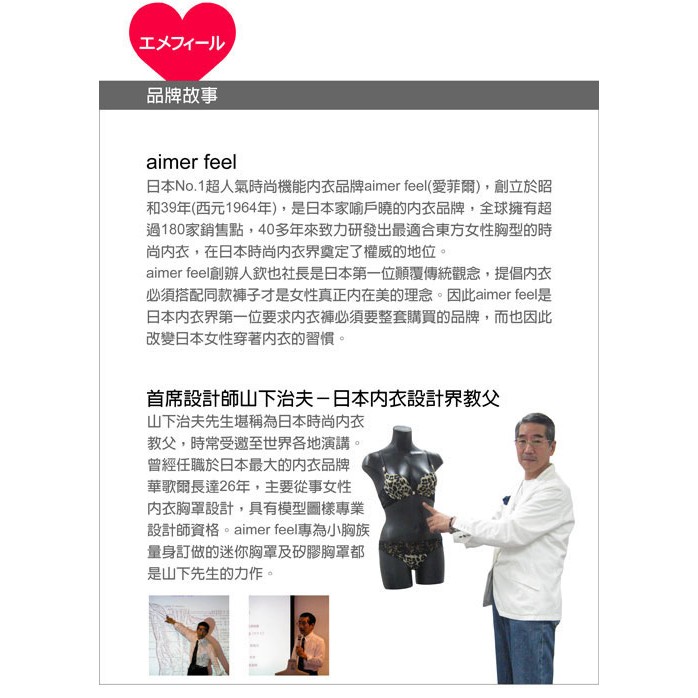 エメフィール
品牌故事
aimer feel
日本No.1超人氣時尚機能內衣品牌aimer feel(愛菲爾)，創立於昭
和39年(西元1964年)，是日本家喻戶曉的內衣品牌，全球擁有超
過180家銷售點，40多年來致力研發出最適合東方女性胸型的時
尚內衣，在日本時尚內衣界奠定了權威的地位。
aimer feel創辦人欽也社長是日本第一位顛覆傳統觀念，提倡內衣
必須搭配同款褲子才是女性真正內在美的理念。因此aimer feel是
日本內衣界第一位要求內衣褲必須要整套購買的品牌，而也因此
改變日本女性穿著內衣的習慣。
首席設計師山下治夫－日本內衣設計界教父
山下治夫先生堪稱為日本時尚內衣
教父，時常受邀至世界各地演講。
曾經任職於日本最大的內衣品牌
華歌爾長達26年，主要從事女性
內衣胸罩設計，具有模型圖樣專業
設計師資格。aimer feel專為小胸族
量身訂做的迷你胸罩及矽膠胸罩都
是山下先生的力作。